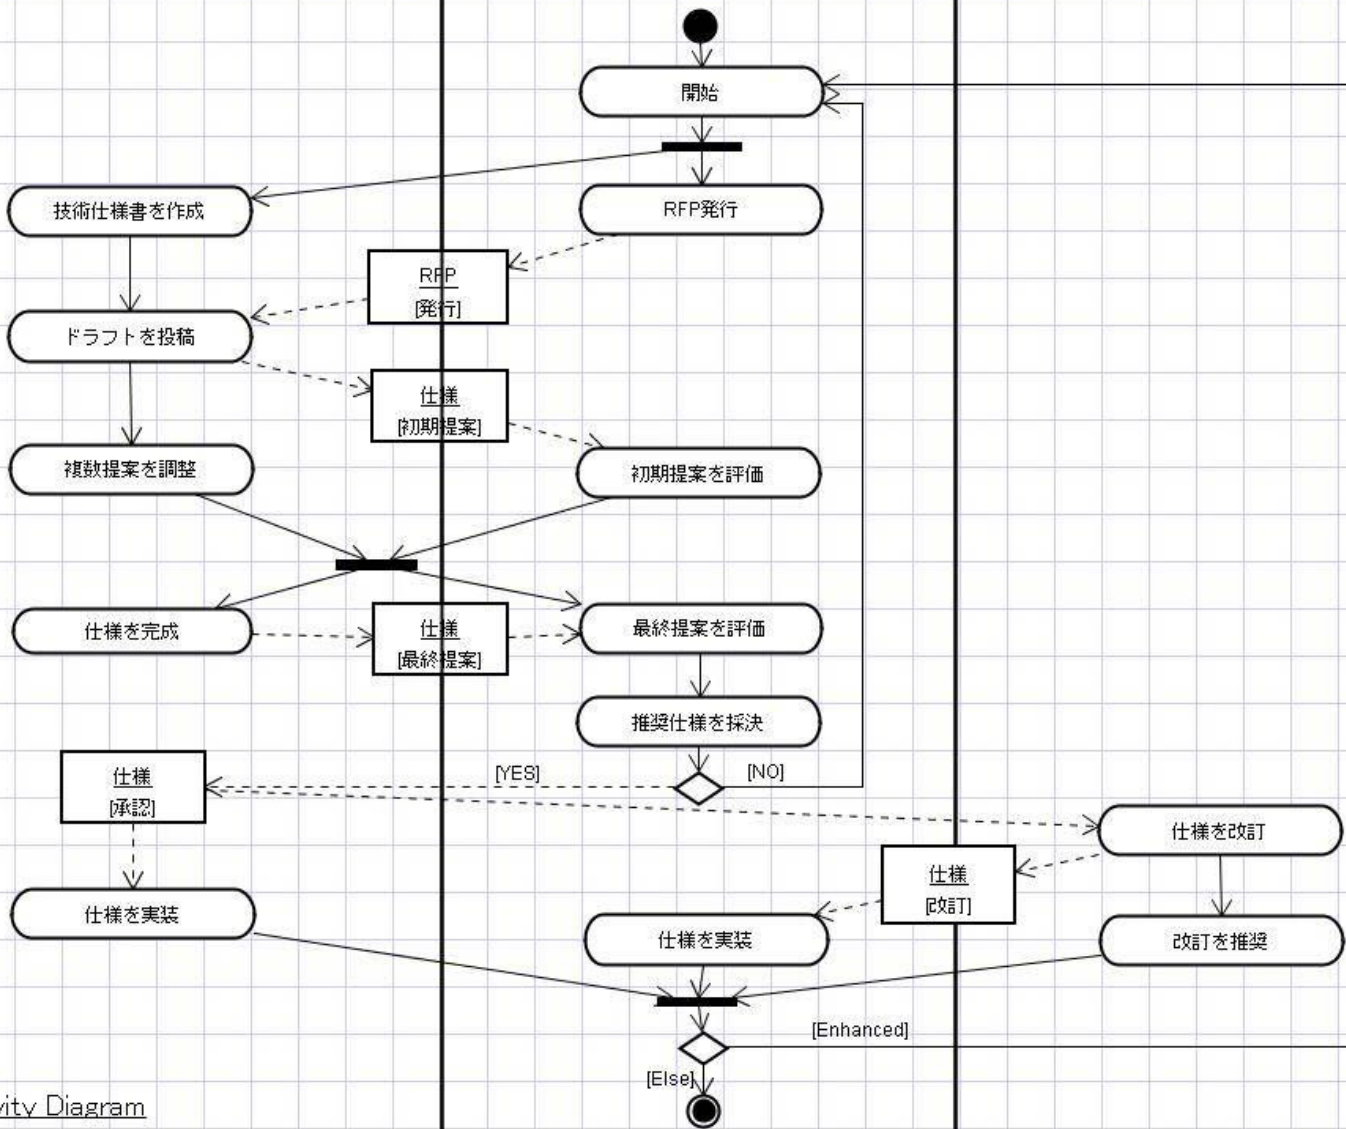 開始
技術仕様書を作成
RFP発行
RFP
[発行]
ドラフトを投稿
仕様
[初期提案]
複数提案を調整
初期提案を評価
仕様を完成
仕様
[最終提案]
最終提案を評価
推奨仕様を採決
[YES]
[NO]
仕様
[承認]
仕様を改訂
仕様
[改訂]
仕様を実装
仕様を実装
改訂を推奨
[Enhanced]
[Else]
vity Diagram